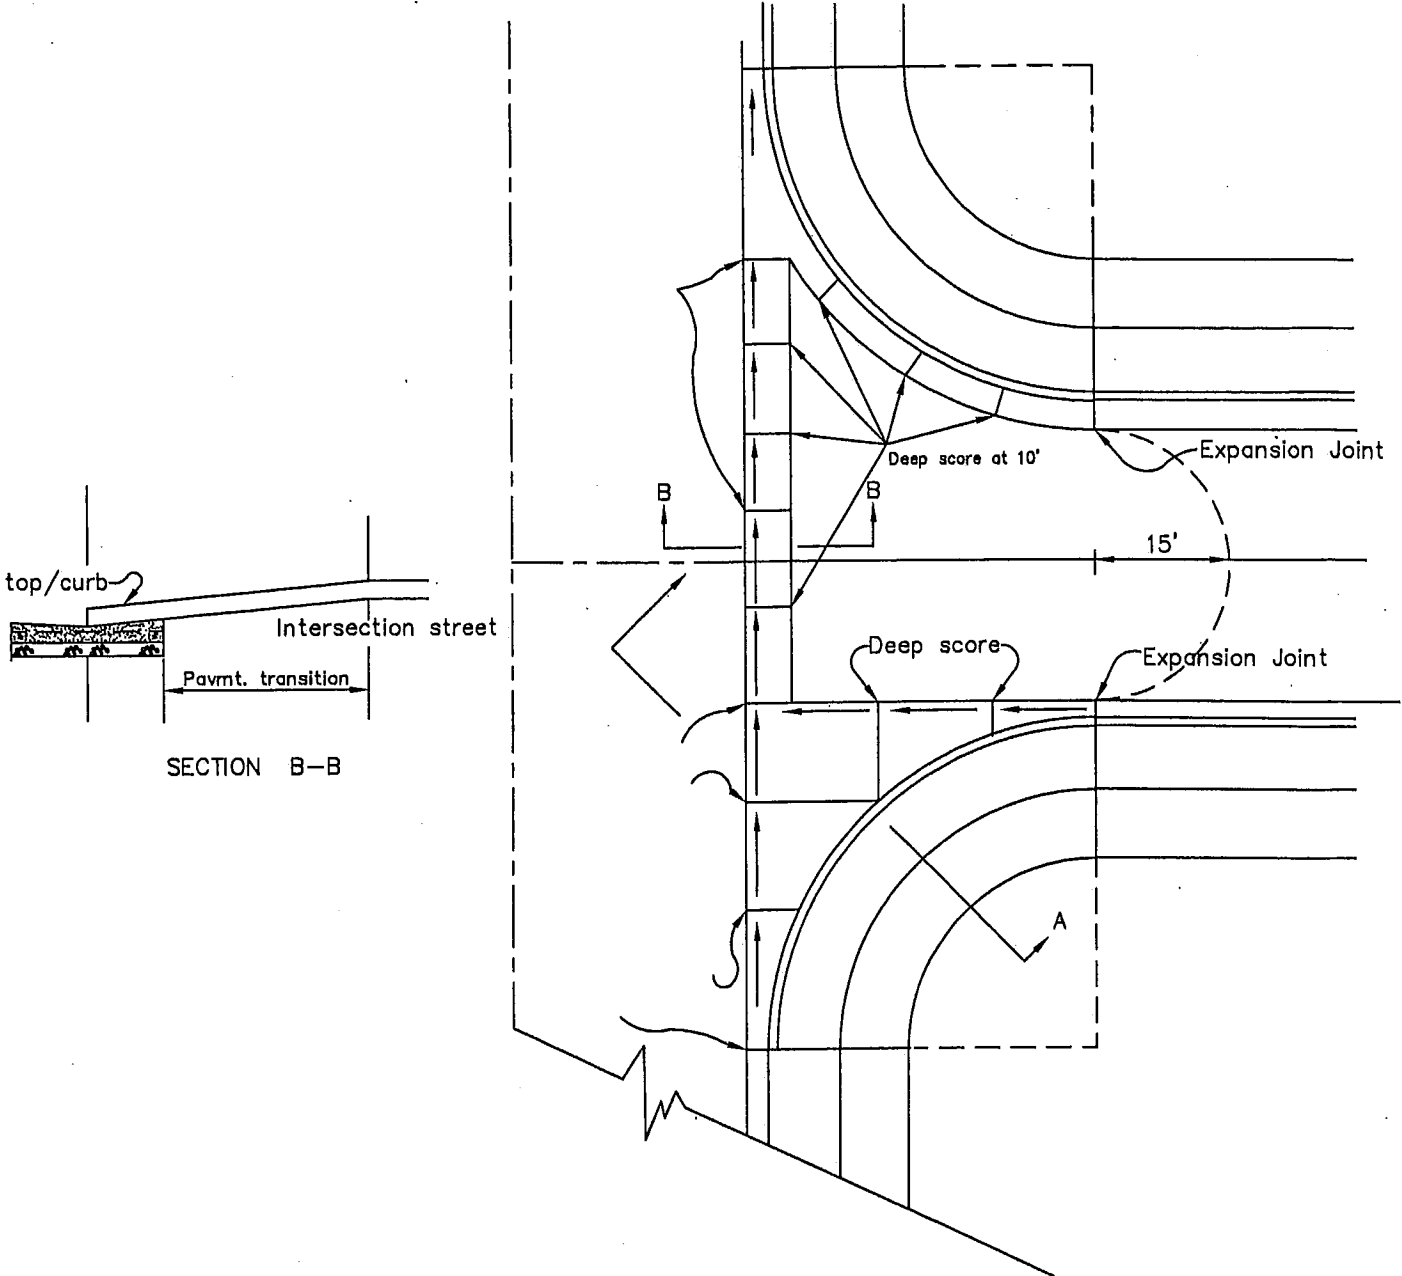 Expansion Joint
Deep score at 10'
B B
15'
top/curb
Intersection street
Deep score
Expansion Joint
Pavmt. transition
SECTION B-B
A